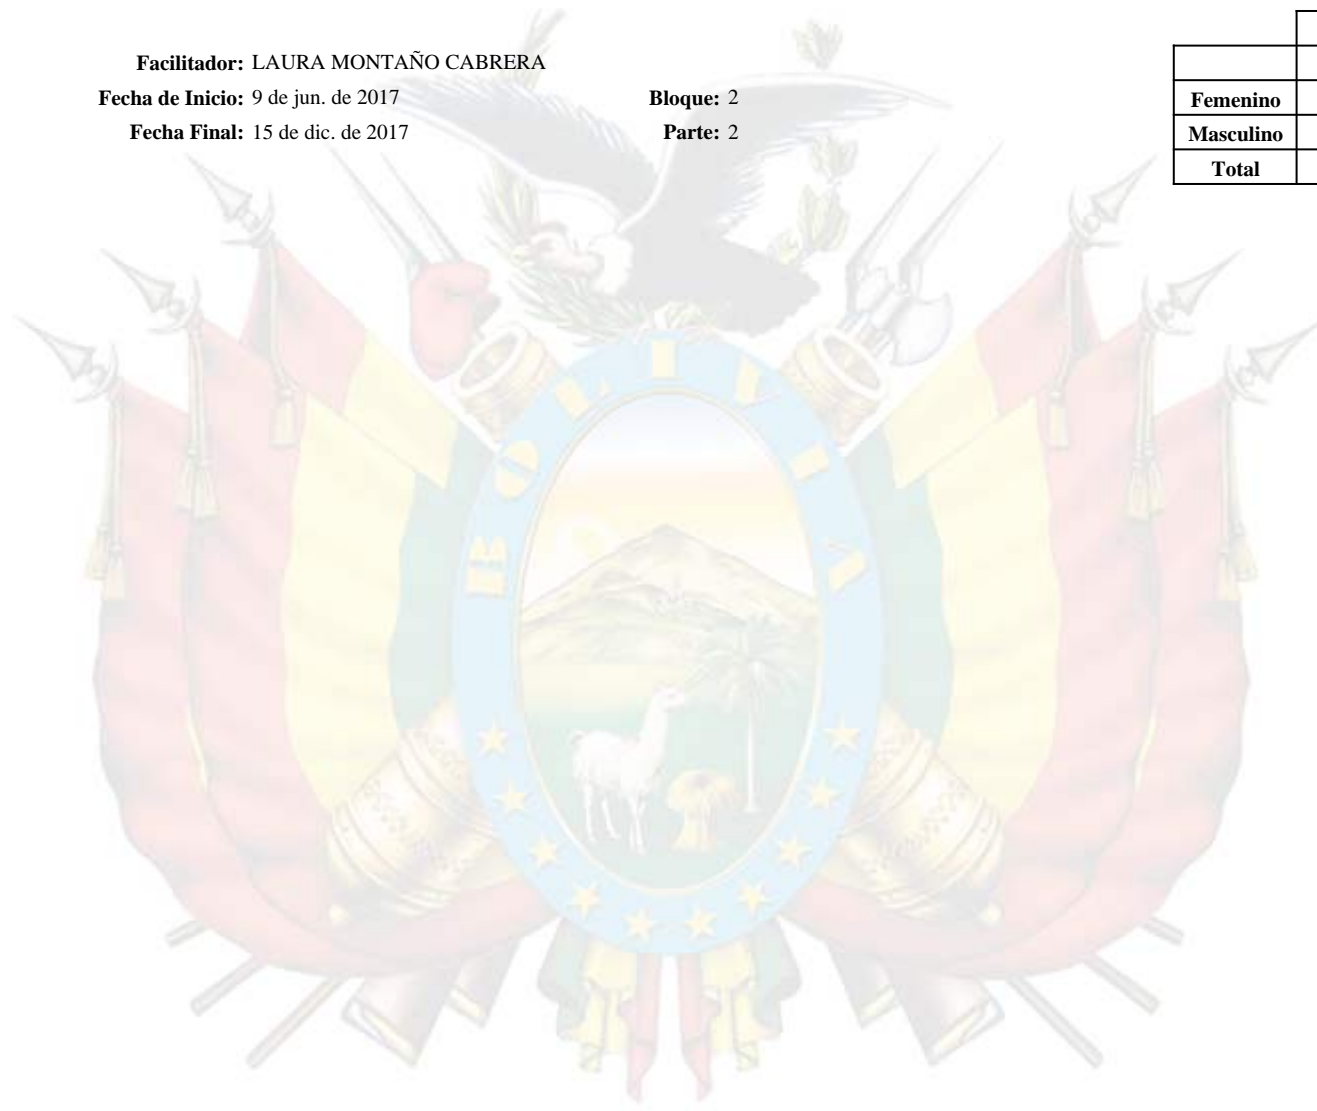 Facilitador: LAURA MONTAÑO CABRERA
Fecha de Inicio: 9 de jun. de 2017 Bloque: 2
Fecha Final: 15 de dic. de 2017 Parte: 2
Femenino
Masculino
Total
BOLIVIA